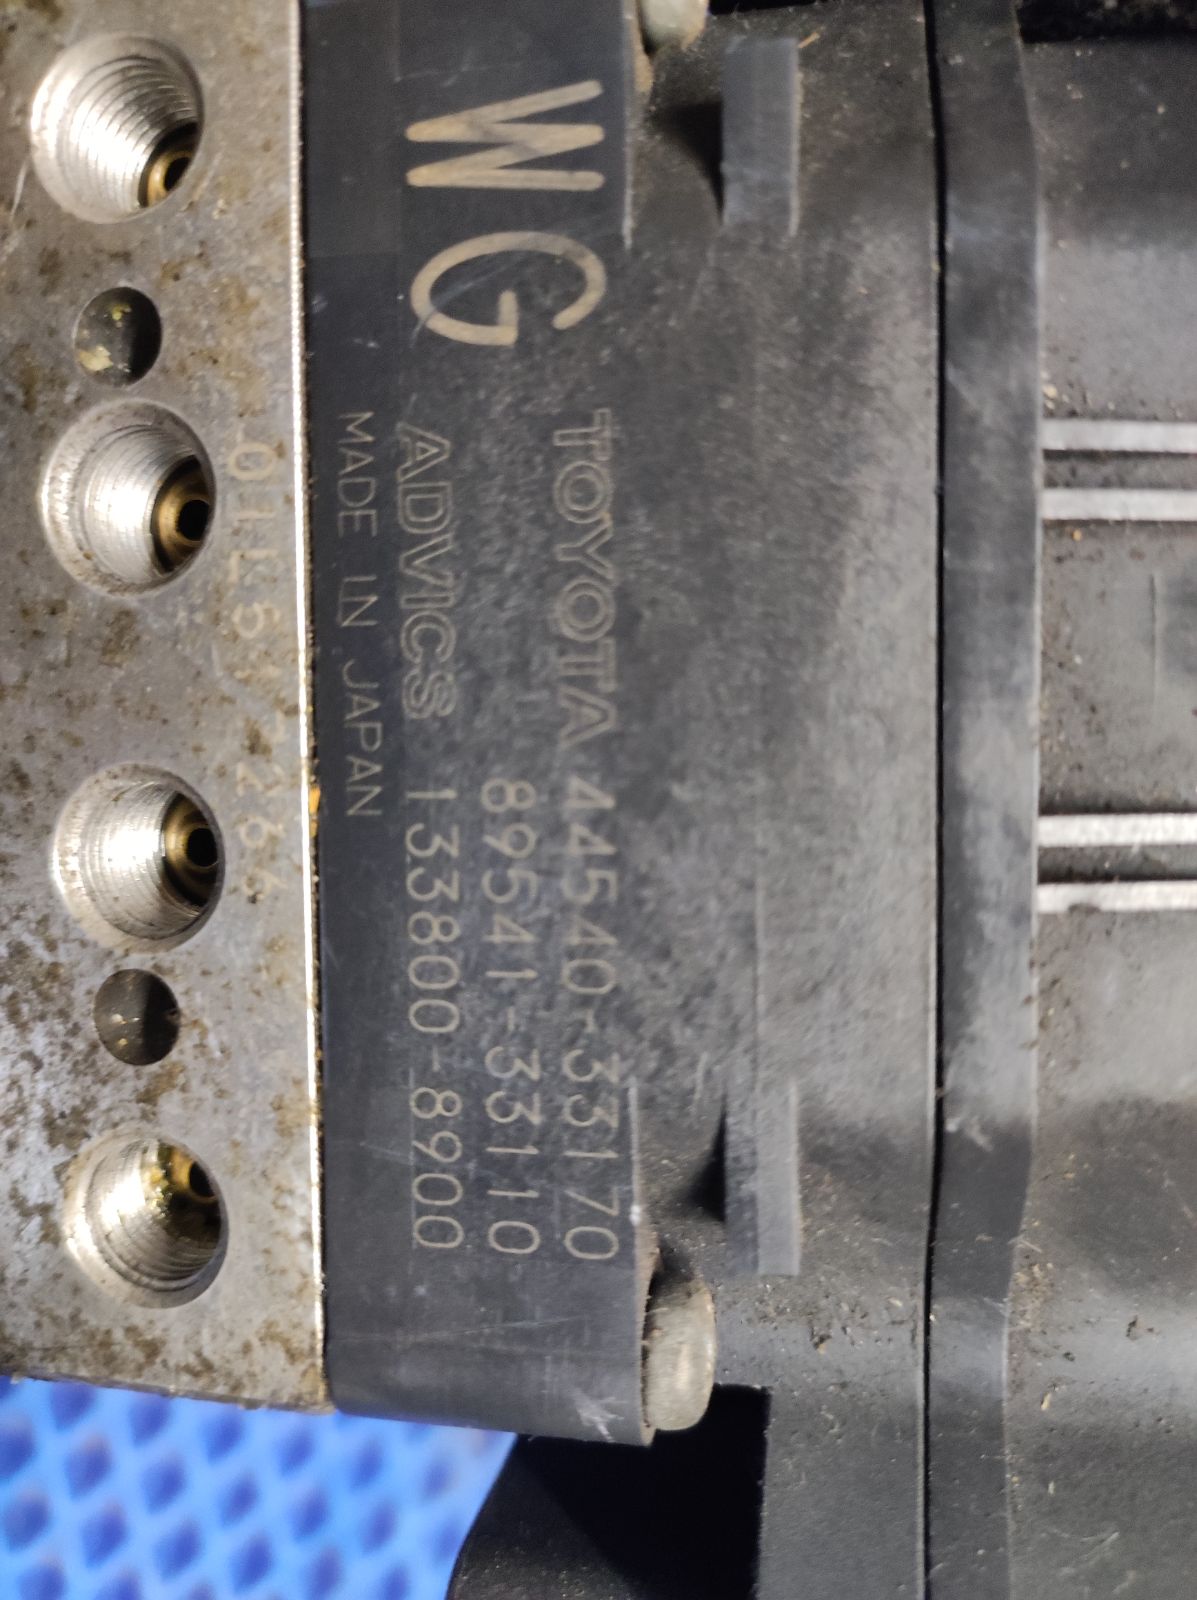 WG
TOYOTA 44540-33170
89541-33110
ADVICS 133800-8900
MADE IN JAPAN